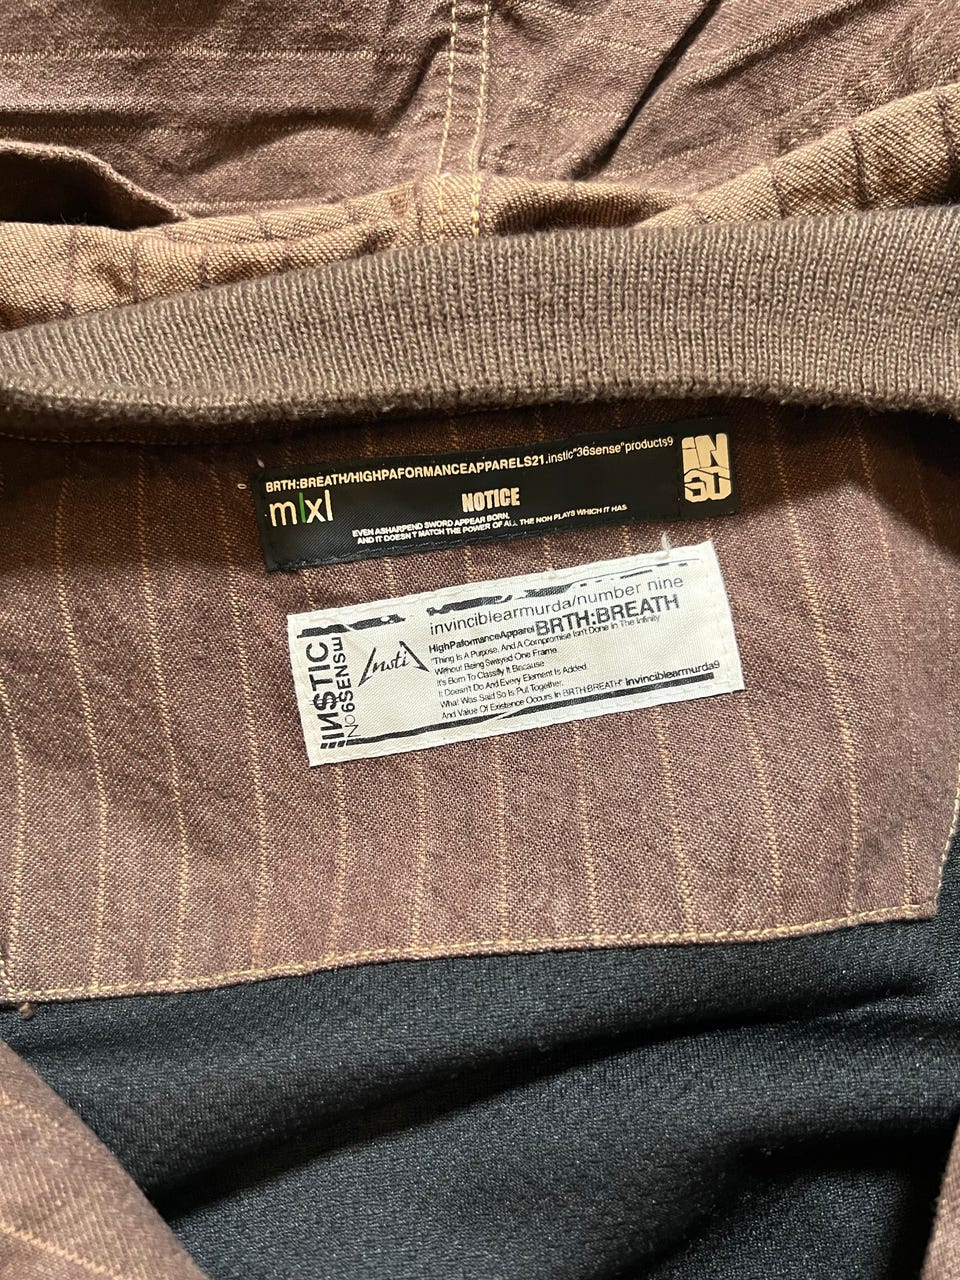 BRTH:BREATH/HIGHPAFORMANCEAPPARELS21.instic"36sense"products9
m|xl
NOTICE
EVEN ASHARPEND SWORD APPEAR BORN,
AND IT DOESN'T MATCH THE POWER OF ALL THE NOH PLAYS WHICH IT HAS
iNSTIC
No6SENSE
Insti
invinciblearmurda/number nine
HighPaformanceApparel BRTH:BREATH
"Thing Is A Purpose, And A Compromise Isn't Done In The Infinity
Without Being Swayed One Frame.
It's Born To Classify It Because
It Doesn't Do And Every Element Is Added.
What Was Said So Is Put Together,
And Value Of Existence Occurs In BRTH:BREATH" invinciblearmurda9